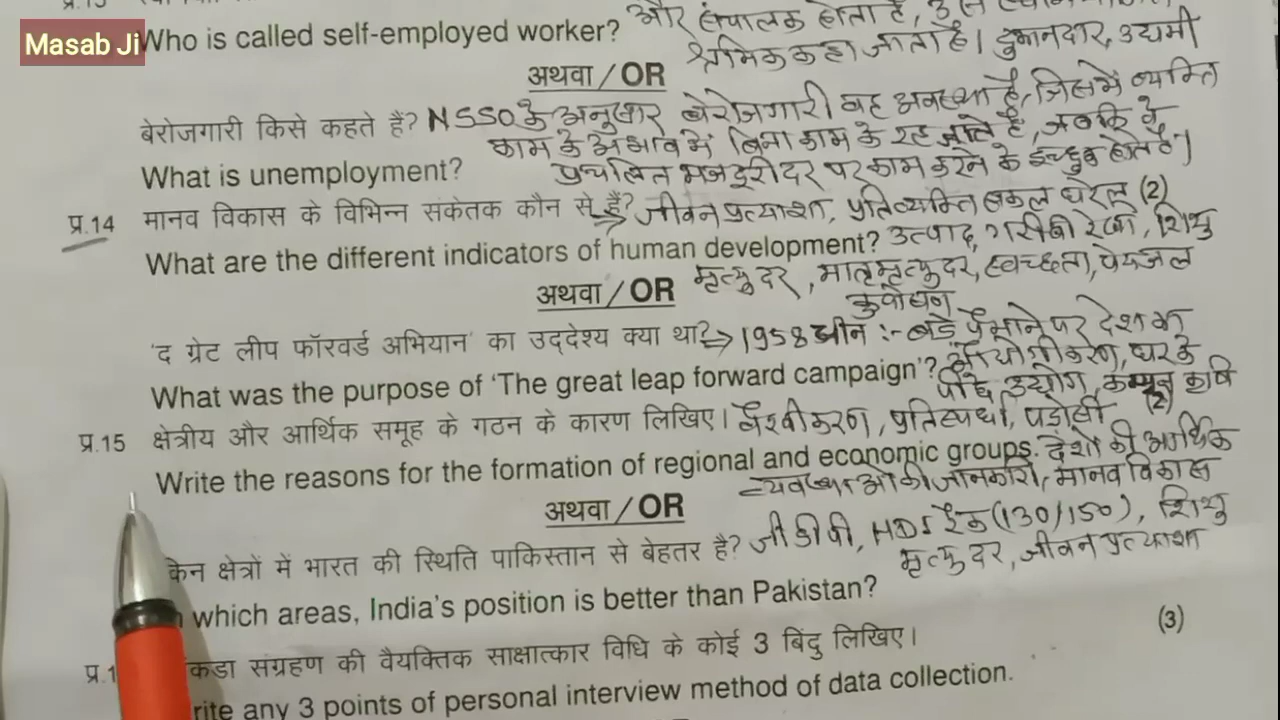 और संचालक होता है, उसे
Masab Ji
Who is called self-employed worker?
श्रमिक कहा जाता है। दुकानदार, उद्यमी
अथवा / OR
बेरोजगारी किसे कहते हैं? NSSO के अनुसार बेरोजगारी वह अवस्था है, जिसमें व्यक्ति
काम के अभाव में बिना काम के रह जाते हैं, जबकि वे
What is unemployment?
प्रचलित मजदूरी दर पर काम करने के इच्छुक होते हैं।
प्र.14 मानव विकास के विभिन्न संकेतक कौन से हैं? जीवन प्रत्याशा, प्रतिव्यक्ति सकल घरेलू (2)
What are the different indicators of human development? उत्पाद, गरीबी रेखा, शिशु
अथवा / OR मृत्यु दर, मातृ मृत्यु दर, स्वच्छता, पेयजल
कुपोषण
'द ग्रेट लीप फॉरवर्ड अभियान' का उद्देश्य क्या था? → 1958 चीन :- बडे पैमाने पर देश का
What was the purpose of 'The great leap forward campaign'? औद्योगीकरण, घर के
पीछे उद्योग, कम्यून कृषि
प्र.15 क्षेत्रीय और आर्थिक समूह के गठन के कारण लिखिए। वैश्वीकरण, प्रतिस्पर्धा, पड़ोसी (2)
Write the reasons for the formation of regional and economic groups. देशों की आर्थिक
व्यवस्थाओं की जानकारी, मानव विकास
अथवा / OR
किन क्षेत्रों में भारत की स्थिति पाकिस्तान से बेहतर है? जी डी पी, HDI रैंक (130/150), शिशु
मृत्यु दर, जीवन प्रत्याशा
which areas, India's position is better than Pakistan?
(3)
प्र.1 कडा संग्रहण की वैयक्तिक साक्षात्कार विधि के कोई 3 बिंदु लिखिए।
rite any 3 points of personal interview method of data collection.